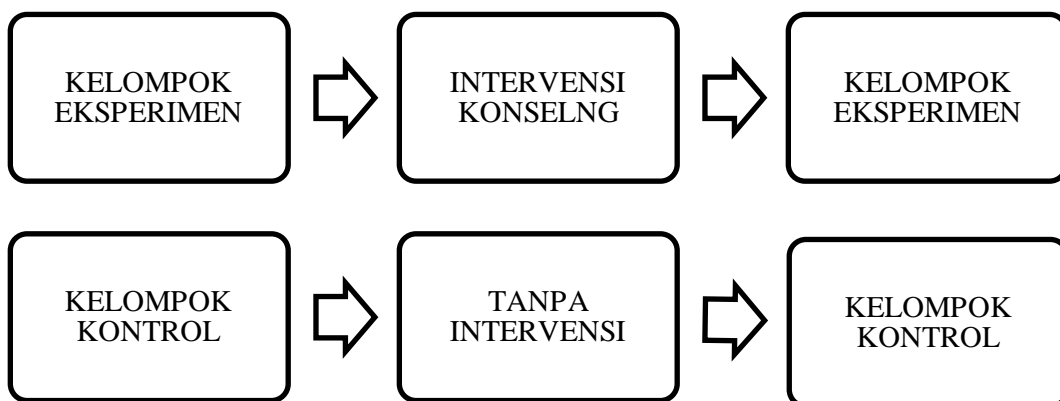 KELOMPOK
EKSPERIMEN
INTERVENSI
KONSELNG
KELOMPOK
EKSPERIMEN
KELOMPOK
KONTROL
TANPA
INTERVENSI
KELOMPOK
KONTROL